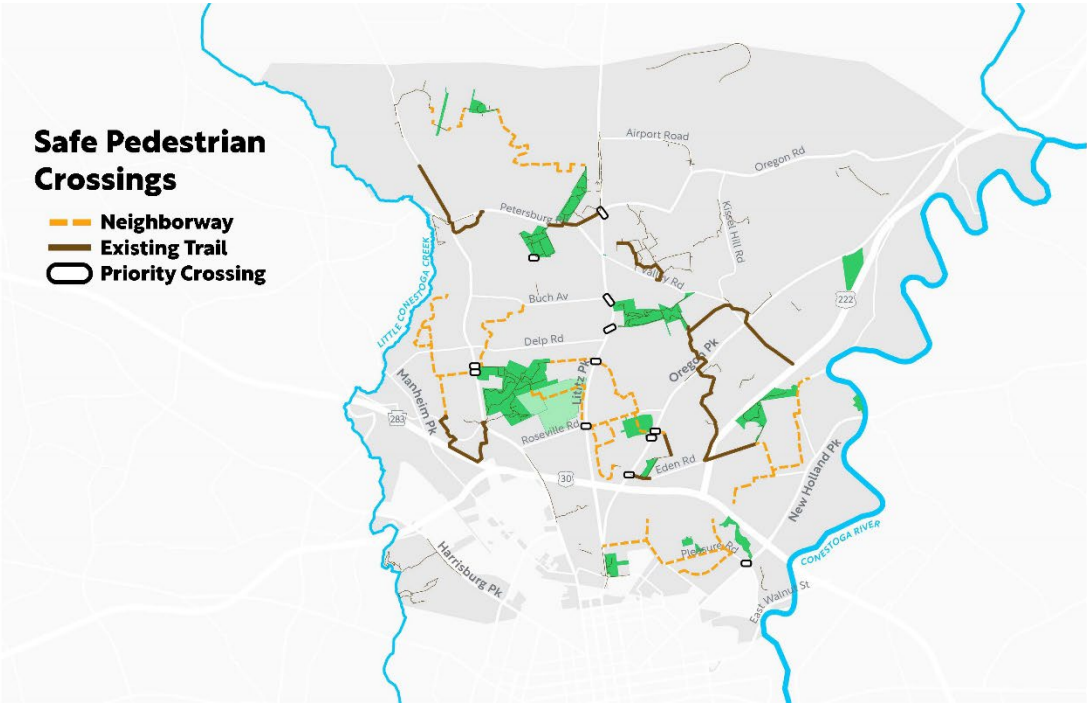 Safe Pedestrian
Crossings
Neighborway
Existing Trail
Priority Crossing
Airport Road
Oregon Rd
Petersburg
Kissel Hill Rd
LITTLE CONESTOGA CREEK
Valley Rd
222
Buch Av
Delp Rd
Oregon Pk
Lititz Pk
Manheim Pk
283
Roseville Rd
Eden Rd
30
New Holland Pk
CONESTOGA RIVER
Pleasure Rd
Harrisburg Pk
East Walnut St